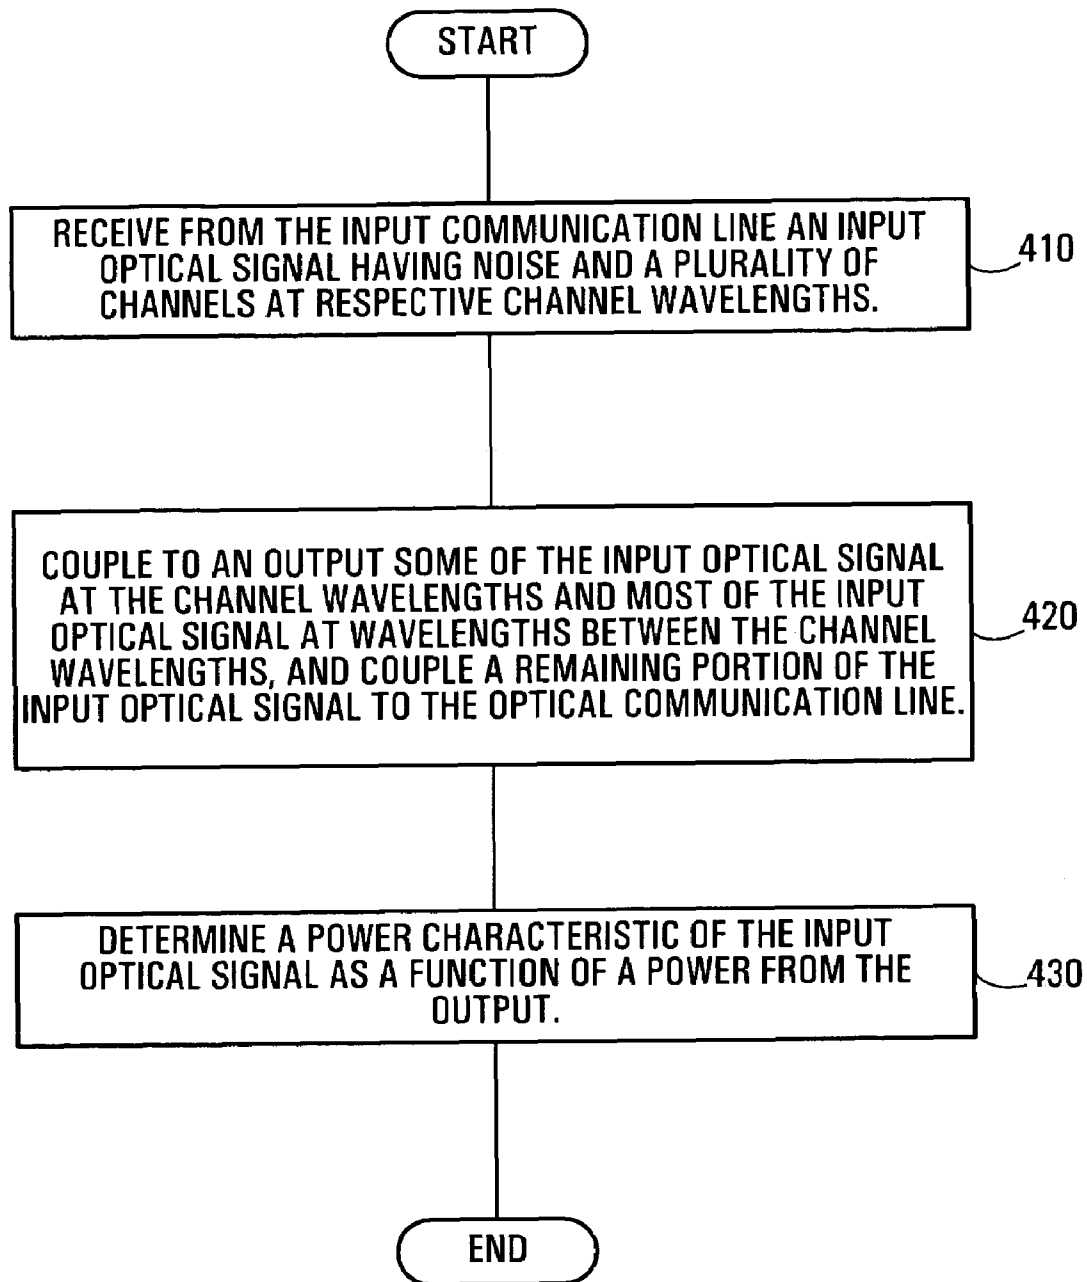 START
RECEIVE FROM THE INPUT COMMUNICATION LINE AN INPUT
OPTICAL SIGNAL HAVING NOISE AND A PLURALITY OF
CHANNELS AT RESPECTIVE CHANNEL WAVELENGTHS.
410
COUPLE TO AN OUTPUT SOME OF THE INPUT OPTICAL SIGNAL
AT THE CHANNEL WAVELENGTHS AND MOST OF THE INPUT
OPTICAL SIGNAL AT WAVELENGTHS BETWEEN THE CHANNEL
WAVELENGTHS, AND COUPLE A REMAINING PORTION OF THE
INPUT OPTICAL SIGNAL TO THE OPTICAL COMMUNICATION LINE.
420
DETERMINE A POWER CHARACTERISTIC OF THE INPUT
OPTICAL SIGNAL AS A FUNCTION OF A POWER FROM THE
OUTPUT.
430
END